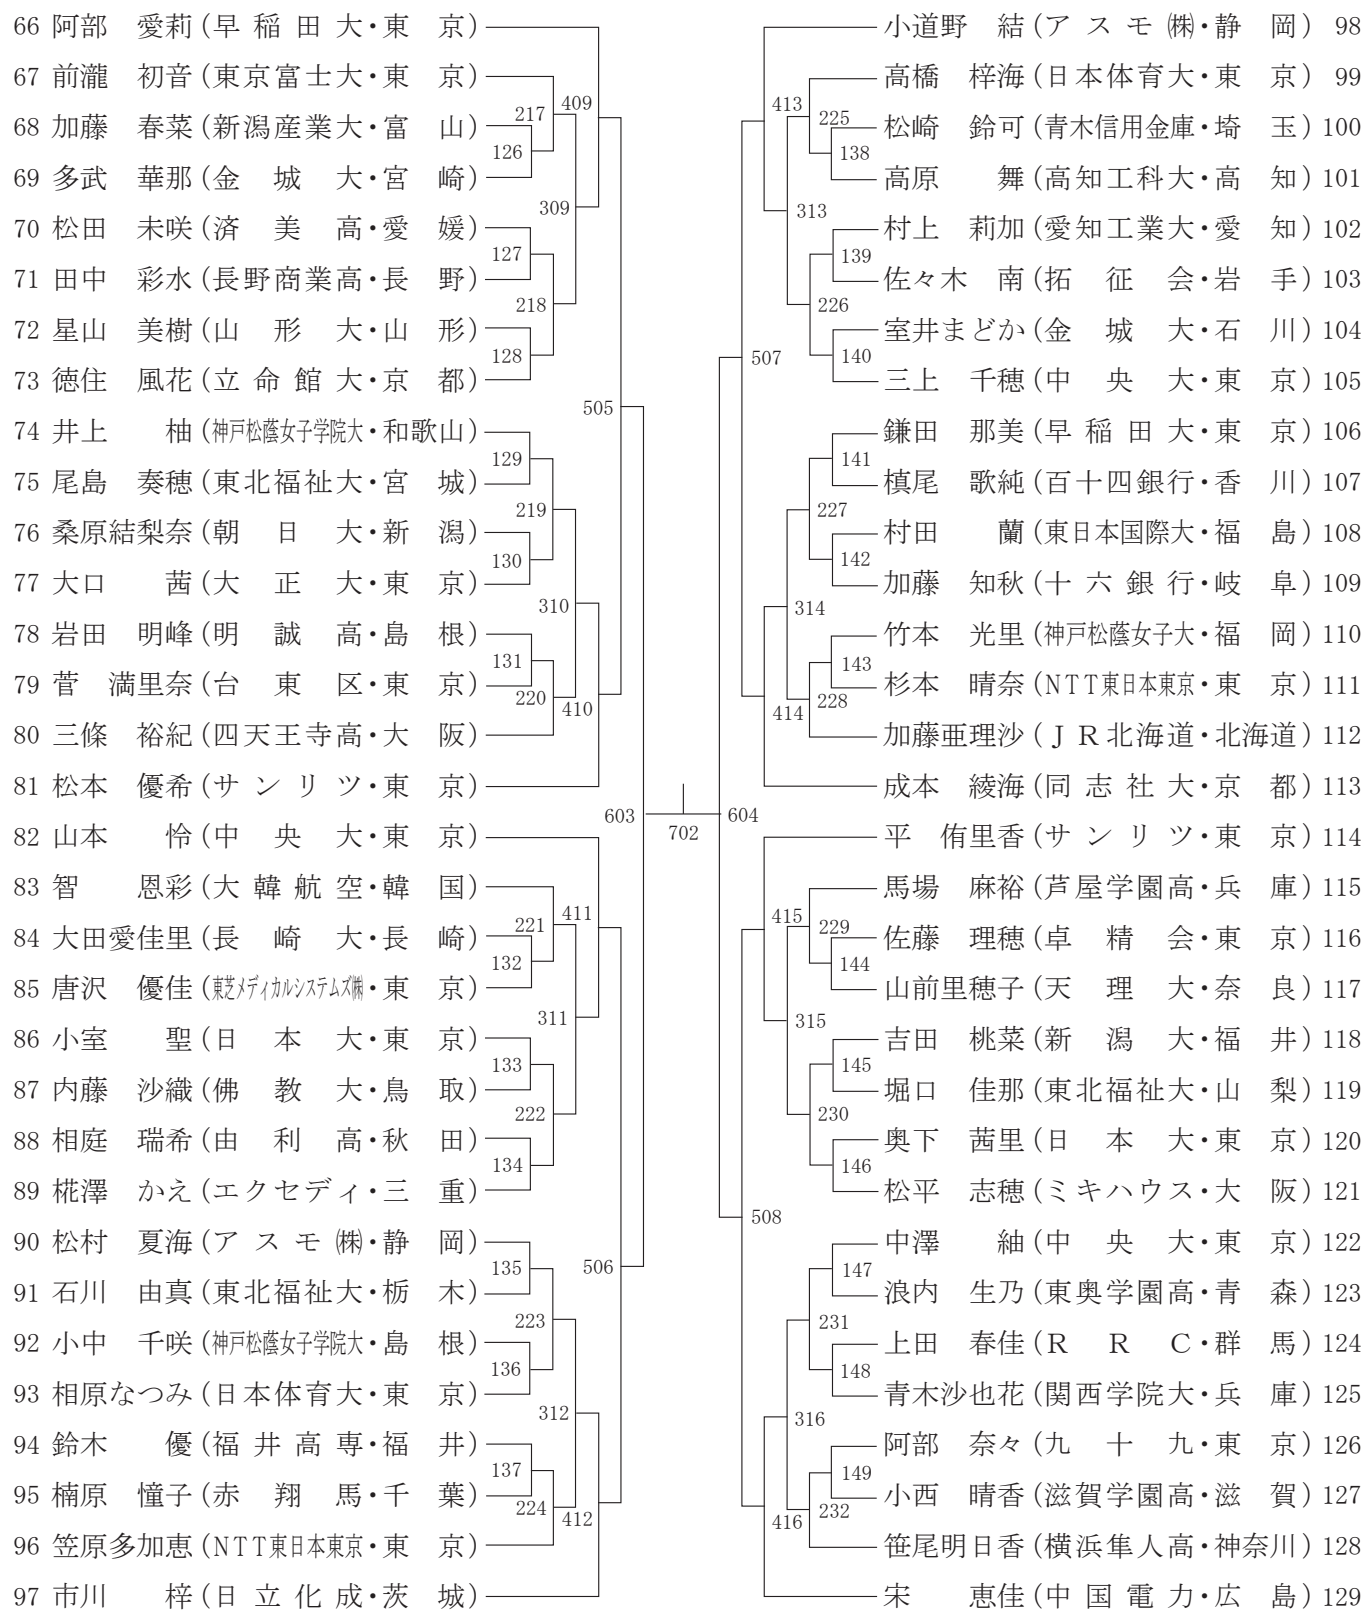 66 阿部　愛莉(早稲田大・東　京)
67 前瀧　初音(東京富士大・東　京)
68 加藤　春菜(新潟産業大・富　山)
69 多武　華那(金城大・宮　崎)
70 松田　未咲(済美高・愛　媛)
71 田中　彩水(長野商業高・長　野)
72 星山　美樹(山形大・山　形)
73 徳住　風花(立命館大・京　都)
74 井上　柚(神戸松蔭女子学院大・和歌山)
75 尾島　奏穂(東北福祉大・宮　城)
76 桑原結梨奈(朝日大・新　潟)
77 大口　茜(大正大・東　京)
78 岩田　明峰(明誠高・島　根)
79 菅　満里奈(台東区・東　京)
80 三條　裕紀(四天王寺高・大　阪)
81 松本　優希(サンリツ・東　京)
82 山本　怜(中央大・東　京)
83 智　恩彩(大韓航空・韓　国)
84 大田愛佳里(長崎大・長　崎)
85 唐沢　優佳(東芝メディカルシステムズ㈱・東　京)
86 小室　聖(日本大・東　京)
87 内藤　沙織(佛教大・鳥　取)
88 相庭　瑞希(由利高・秋　田)
89 椛澤　かえ(エクセディ・三　重)
90 松村　夏海(アスモ㈱・静　岡)
91 石川　由真(東北福祉大・栃　木)
92 小中　千咲(神戸松蔭女子学院大・島　根)
93 相原なつみ(日本体育大・東　京)
94 鈴木　優(福井高専・福　井)
95 楠原　憧子(赤翔馬・千　葉)
96 笠原多加恵(NTT東日本東京・東　京)
97 市川　梓(日立化成・茨　城)
217
409
126
309
127
218
128
505
129
219
130
310
131
220
410
603
221
411
132
311
133
222
134
506
135
223
136
312
137
224
412
702
604
413
225
138
313
139
226
140
507
141
227
142
314
143
228
414
415
229
144
315
145
230
146
508
147
231
148
316
149
232
416
小道野　結(アスモ㈱・静　岡) 98
高橋　梓海(日本体育大・東　京) 99
松崎　鈴可(青木信用金庫・埼　玉) 100
高原　舞(高知工科大・高　知) 101
村上　莉加(愛知工業大・愛　知) 102
佐々木　南(拓征会・岩　手) 103
室井まどか(金城大・石　川) 104
三上　千穂(中央大・東　京) 105
鎌田　那美(早稲田大・東　京) 106
槙尾　歌純(百十四銀行・香　川) 107
村田　蘭(東日本国際大・福　島) 108
加藤　知秋(十六銀行・岐　阜) 109
竹本　光里(神戸松蔭女子大・福　岡) 110
杉本　晴奈(NTT東日本東京・東　京) 111
加藤亜理沙(JR北海道・北海道) 112
成本　綾海(同志社大・京　都) 113
平　侑里香(サンリツ・東　京) 114
馬場　麻裕(芦屋学園高・兵　庫) 115
佐藤　理穂(卓精会・東　京) 116
山前里穂子(天理大・奈　良) 117
吉田　桃菜(新潟大・福　井) 118
堀口　佳那(東北福祉大・山　梨) 119
奥下　茜里(日本大・東　京) 120
松平　志穂(ミキハウス・大　阪) 121
中澤　紬(中央大・東　京) 122
浪内　生乃(東奥学園高・青　森) 123
上田　春佳(RRC・群　馬) 124
青木沙也花(関西学院大・兵　庫) 125
阿部　奈々(九十九・東　京) 126
小西　晴香(滋賀学園高・滋　賀) 127
笹尾明日香(横浜隼人高・神奈川) 128
宋　恵佳(中国電力・広　島) 129